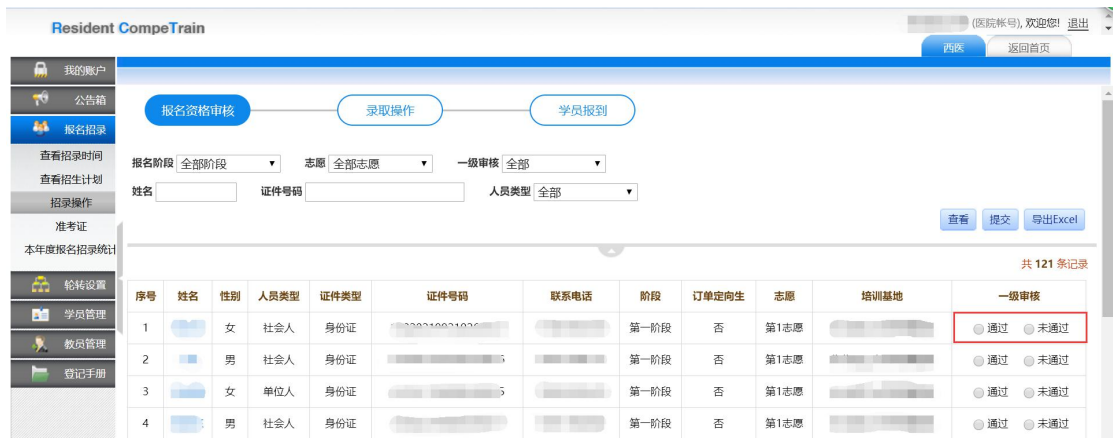 (医院帐号), 欢迎您! 退出
Resident CompeTrain
西医 返回首页
我的账户
公告箱
报名招录
查看招录时间
查看招生计划
招录操作
准考证
本年度报名招录统计
轮转设置
学员管理
教员管理
登记手册
报名资格审核 录取操作 学员报到
报名阶段 全部阶段 志愿 全部志愿 一级审核 全部
姓名 证件号码 人员类型 全部
查看 提交 导出Excel
共 121 条记录
序号 姓名 性别 人员类型 证件类型 证件号码 联系电话 阶段 订单定向生 志愿 培训基地 一级审核
1 女 社会人 身份证 第一阶段 否 第1志愿 通过 未通过
2 男 社会人 身份证 第一阶段 否 第1志愿 通过 未通过
3 女 单位人 身份证 第一阶段 否 第1志愿 通过 未通过
4 男 社会人 身份证 第一阶段 否 第1志愿 通过 未通过